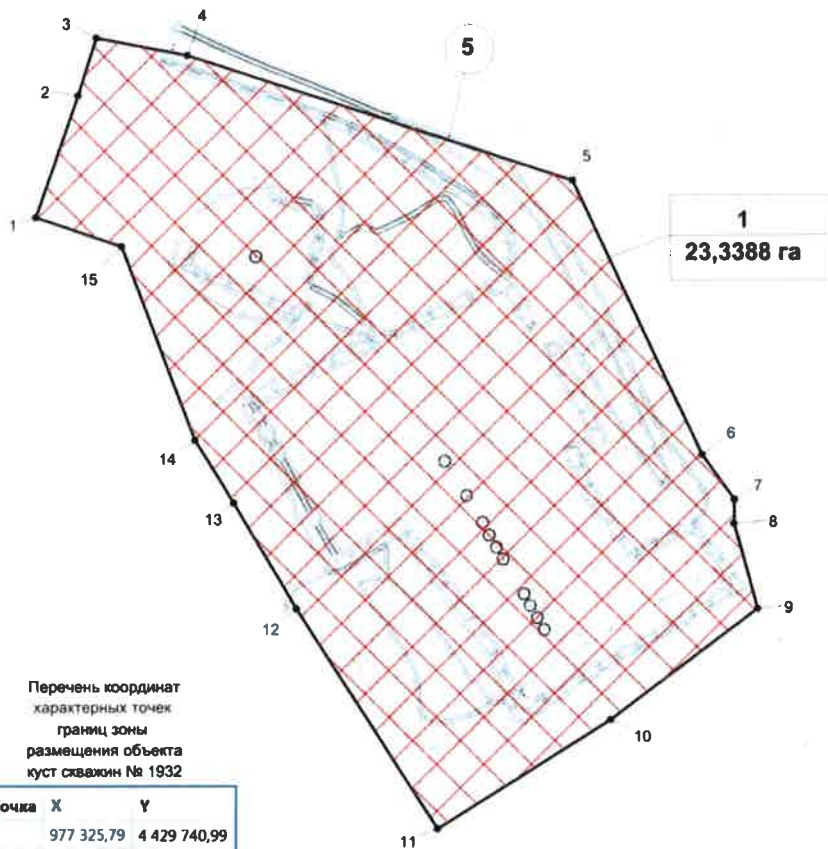 3
4
5
2
5
1
1
23,3388 га
15
6
14
7
13
8
12
9
10
11
Перечень координат
характерных точек
границ зоны
размещения объекта
куст скважин № 1932
очка X Y
977 325,79 4 429 740,99